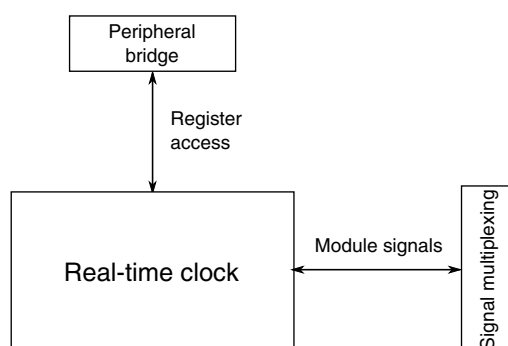 Peripheral
bridge
Register
access
Real-time clock
Module signals
Signal multiplexing